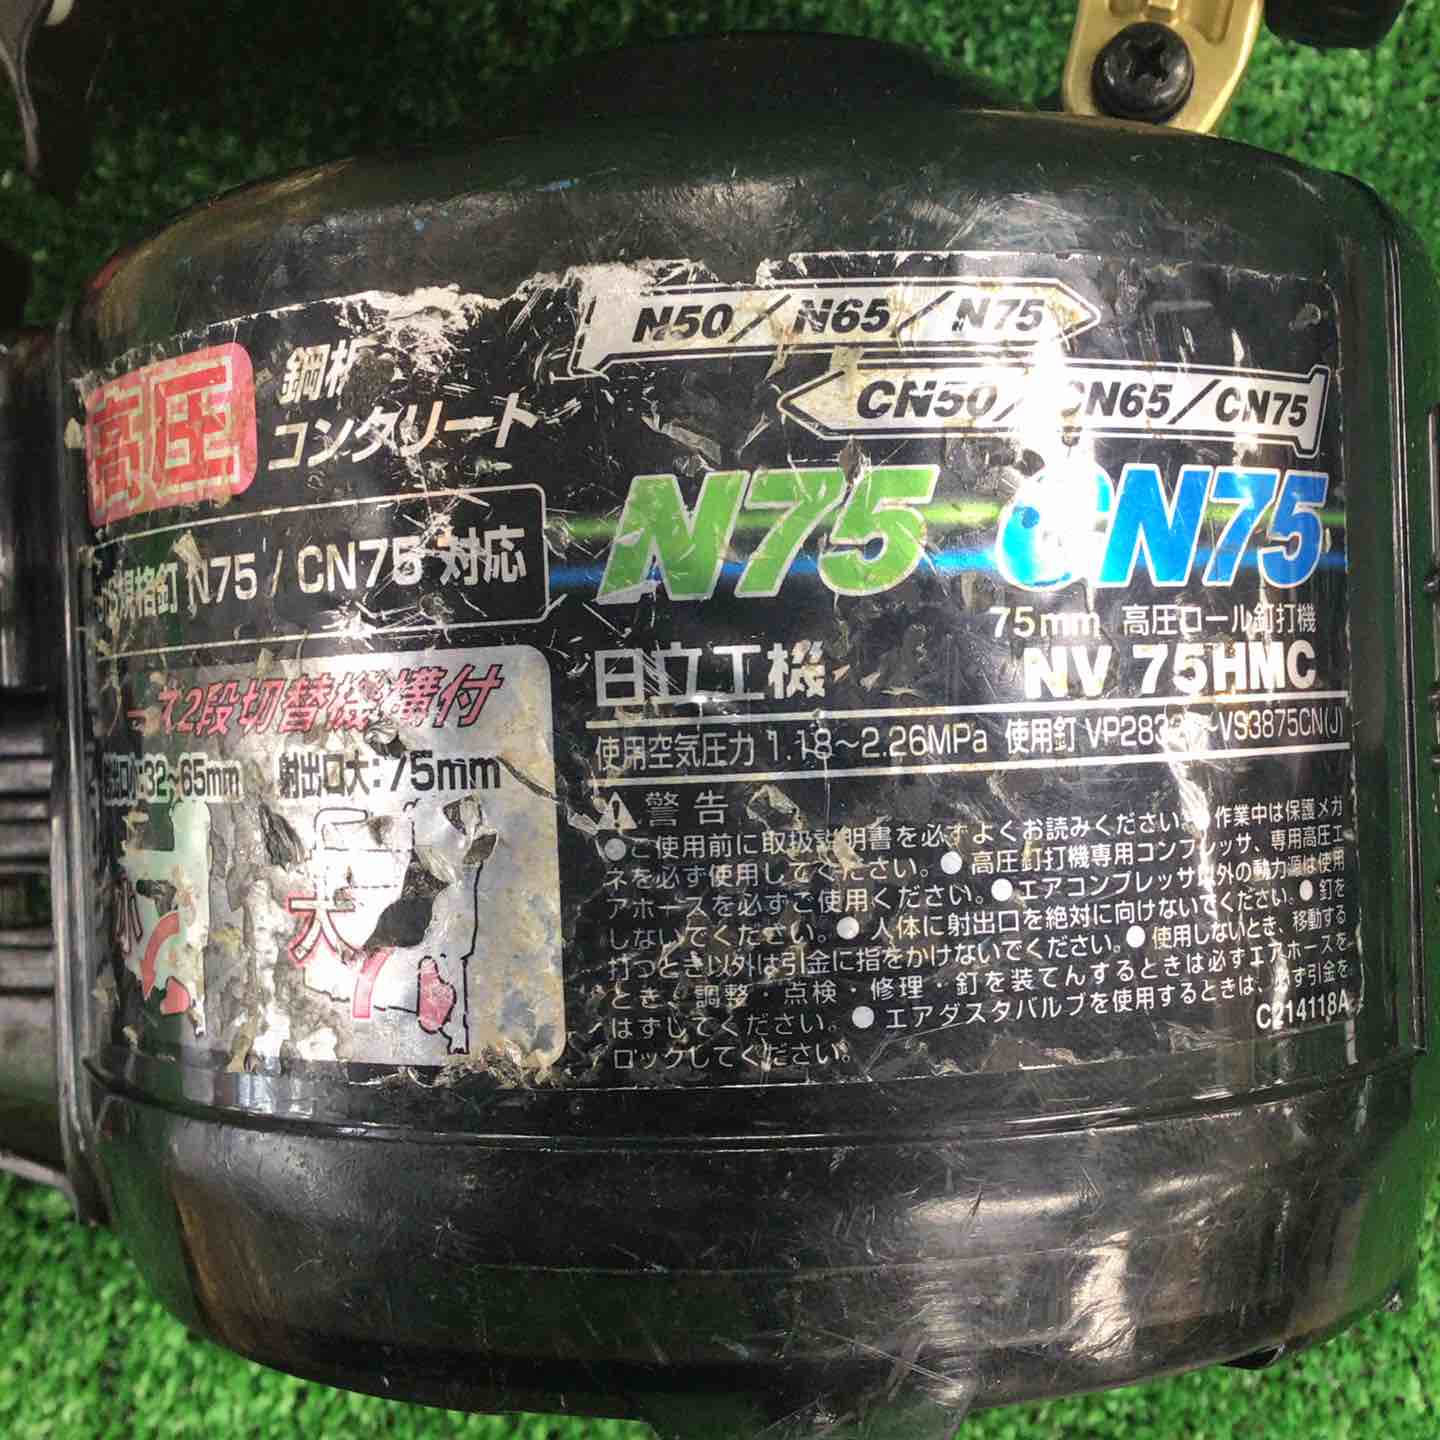 N50/N65/N75
CN50/CN65/CN75
高圧
鋼板
コンクリート
規格釘 N75 / CN75 対応
N75 CN75
75mm 高圧ロール釘打機
日立工機 NV 75HMC
2段切替機構付
32~65mm 射出口大:75mm
小
大
使用空気圧力 1.18~2.26MPa 使用釘 ~VS3875CN(J)
警告
●ご使用前に取扱説明書を必ずよくお読みください。 作業中は保護メガ
ネを必ず使用してください。●高圧釘打機専用コンプレッサ、専用高圧エ
アホースを必ずご使用ください。●エアコンプレッサ以外の動力源は使用
しないでください。●人体に射出口を絶対に向けないでください。●釘を
打つとき以外は引金に指をかけないでください。●使用しないとき、移動する
とき、調整・点検・修理・釘を装てんするときは必ずエアホースを
はずしてください。●エアダスタバルブを使用するときは、必ず引金を
ロックしてください。
C214118A